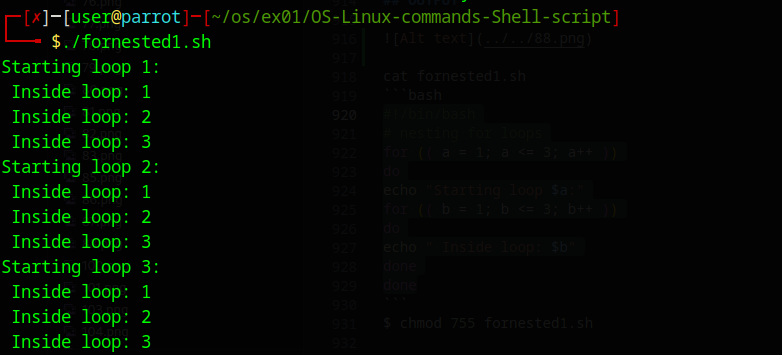 ┌─[✗]─[user@parrot]─[~/os/ex01/OS-Linux-commands-Shell-script]
└──╼ $./fornested1.sh
Starting loop 1:
 Inside loop: 1
 Inside loop: 2
 Inside loop: 3
Starting loop 2:
 Inside loop: 1
 Inside loop: 2
 Inside loop: 3
Starting loop 3:
 Inside loop: 1
 Inside loop: 2
 Inside loop: 3
916 ![Alt text](../../88.png)
917
918 cat fornested1.sh
919 ```bash
920 #!/bin/bash
921 # nesting for loops
922 for (( a = 1; a <= 3; a++ ))
923 do
924 echo "Starting loop $a:"
925 for (( b = 1; b <= 3; b++ ))
926 do
927 echo " Inside loop: $b"
928 done
929 done
930 ```
931 $ chmod 755 fornested1.sh
932